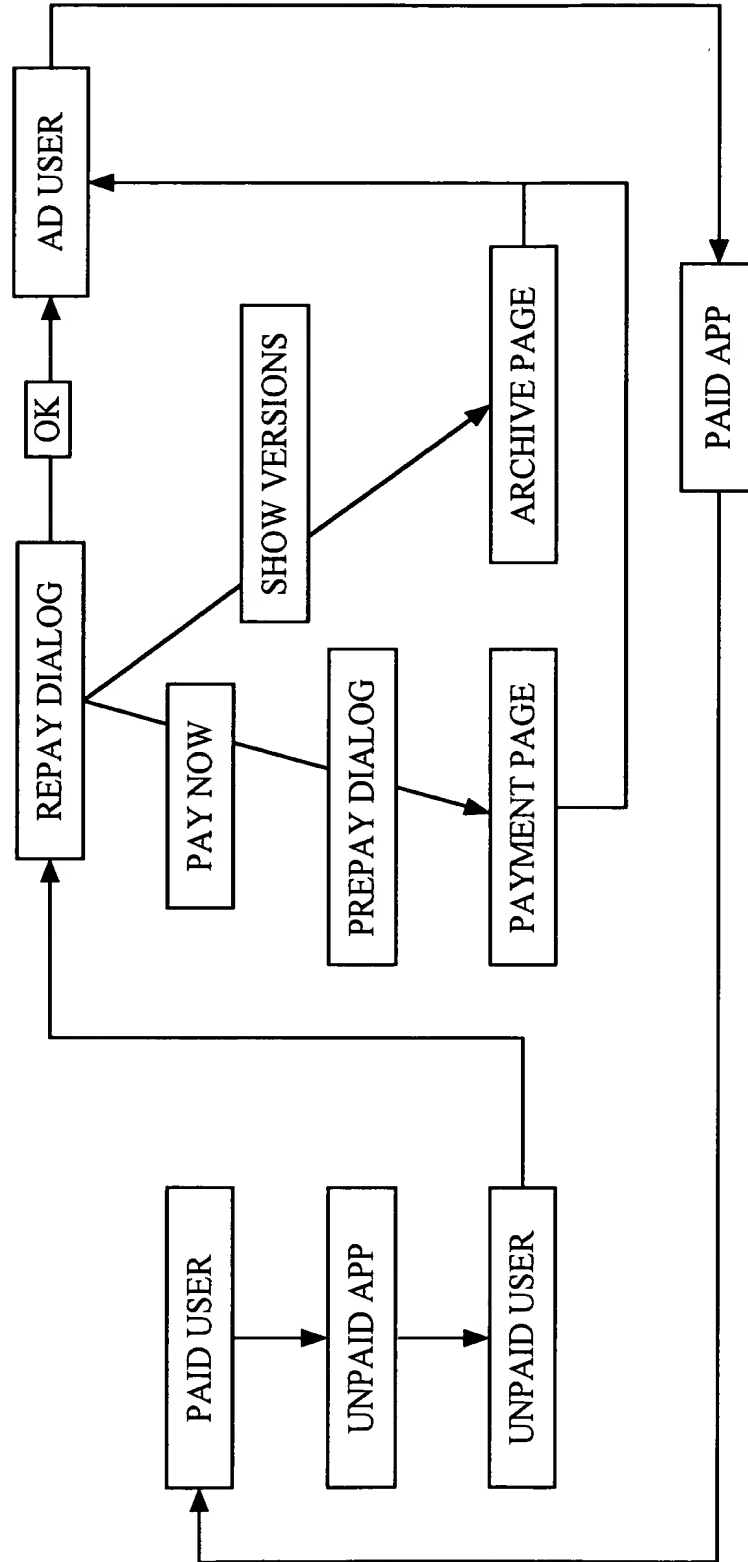 PAID USER
UNPAID APP
UNPAID USER
REPAY DIALOG
PAY NOW
PREPAY DIALOG
PAYMENT PAGE
OK
SHOW VERSIONS
ARCHIVE PAGE
AD USER
PAID APP